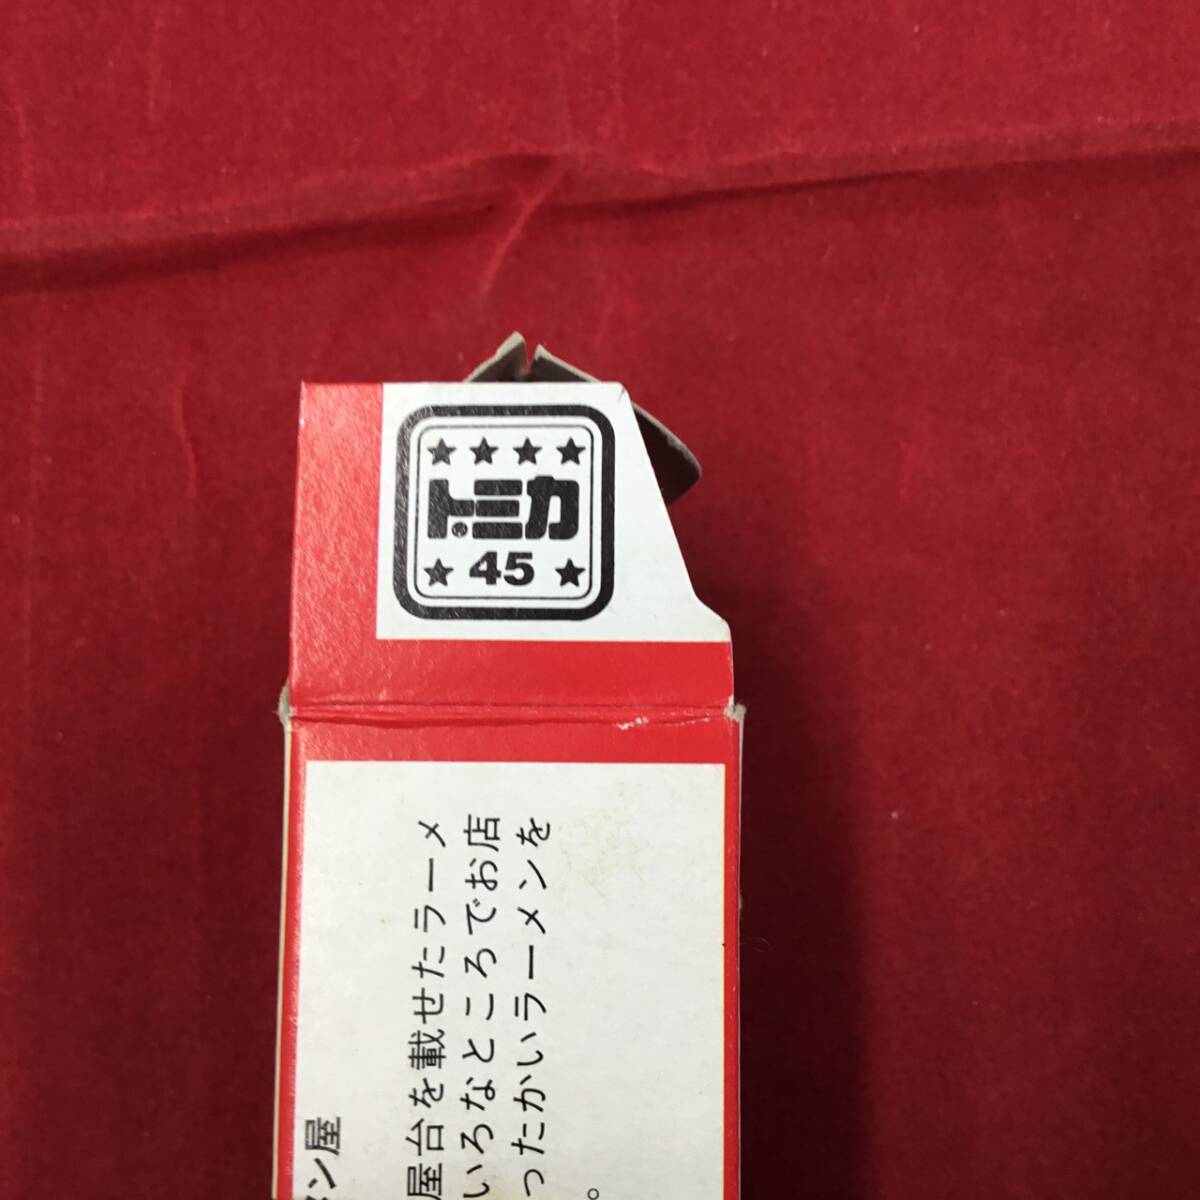 トミカ
45
ン屋
屋台を載せたラーメ
いろなところでお店
ったかいラーメンを
。